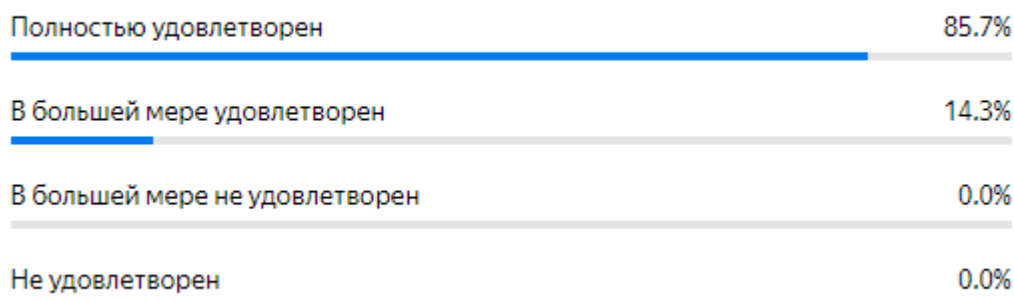 Полностью удовлетворен 85.7%
В большей мере удовлетворен 14.3%
В большей мере не удовлетворен 0.0%
Не удовлетворен 0.0%